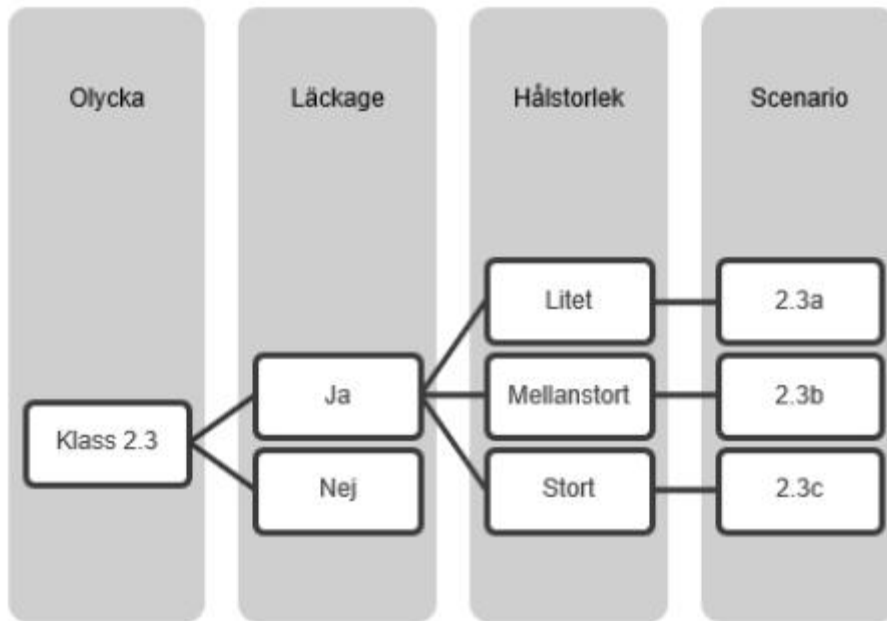 Olycka
Läckage
Hålstorlek
Scenario
Litet
2.3a
Ja
Mellanstort
2.3b
Klass 2.3
Nej
Stort
2.3c